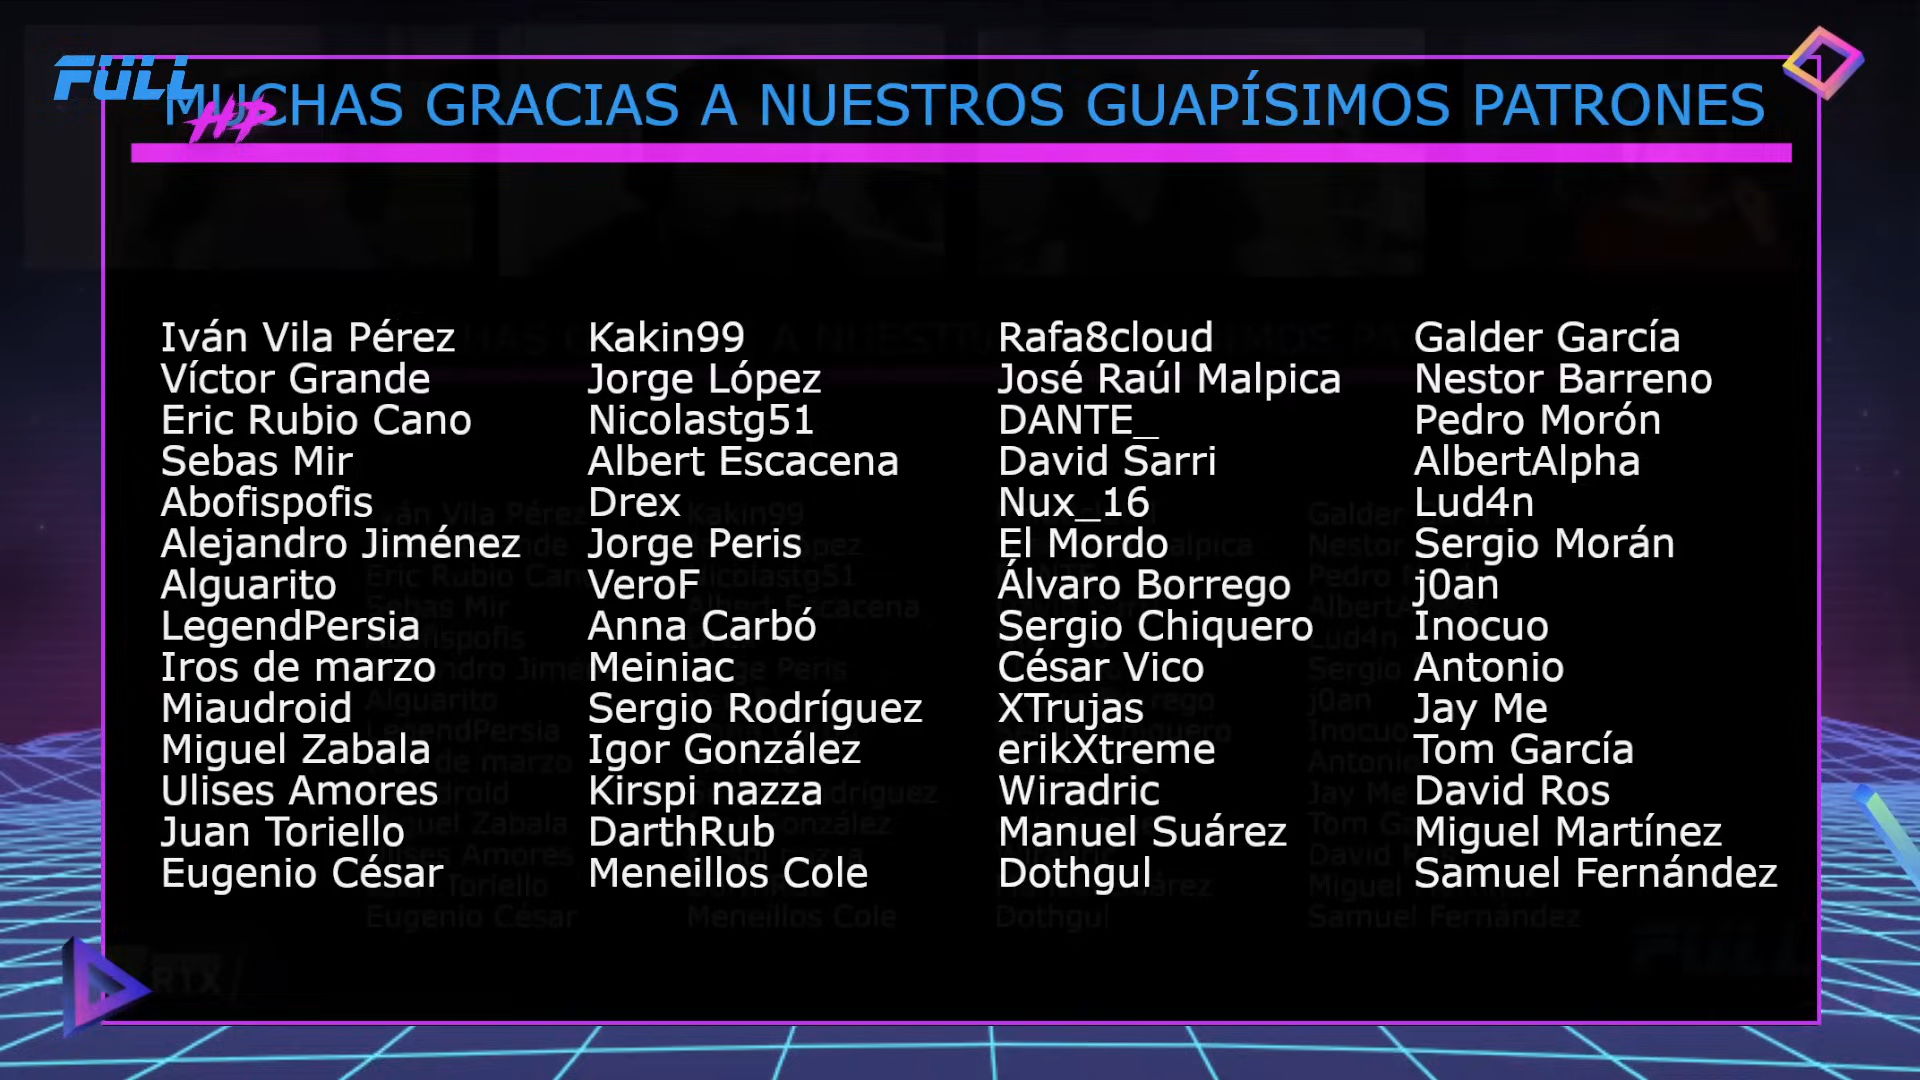 FULL
HP
MUCHAS GRACIAS A NUESTROS GUAPÍSIMOS PATRONES
Iván Vila Pérez
Víctor Grande
Eric Rubio Cano
Sebas Mir
Abofispofis
Alejandro Jiménez
Alguarito
LegendPersia
Iros de marzo
Miaudroid
Miguel Zabala
Ulises Amores
Juan Toriello
Eugenio César
Kakin99
Jorge López
Nicolastg51
Albert Escacena
Drex
Jorge Peris
VeroF
Anna Carbó
Meiniac
Sergio Rodríguez
Igor González
Kirspi nazza
DarthRub
Meneillos Cole
Rafa8cloud
José Raúl Malpica
DANTE_
David Sarri
Nux_16
El Mordo
Álvaro Borrego
Sergio Chiquero
César Vico
XTrujas
erikXtreme
Wiradric
Manuel Suárez
Dothgul
Galder García
Nestor Barreno
Pedro Morón
AlbertAlpha
Lud4n
Sergio Morán
j0an
Inocuo
Antonio
Jay Me
Tom García
David Ros
Miguel Martínez
Samuel Fernández